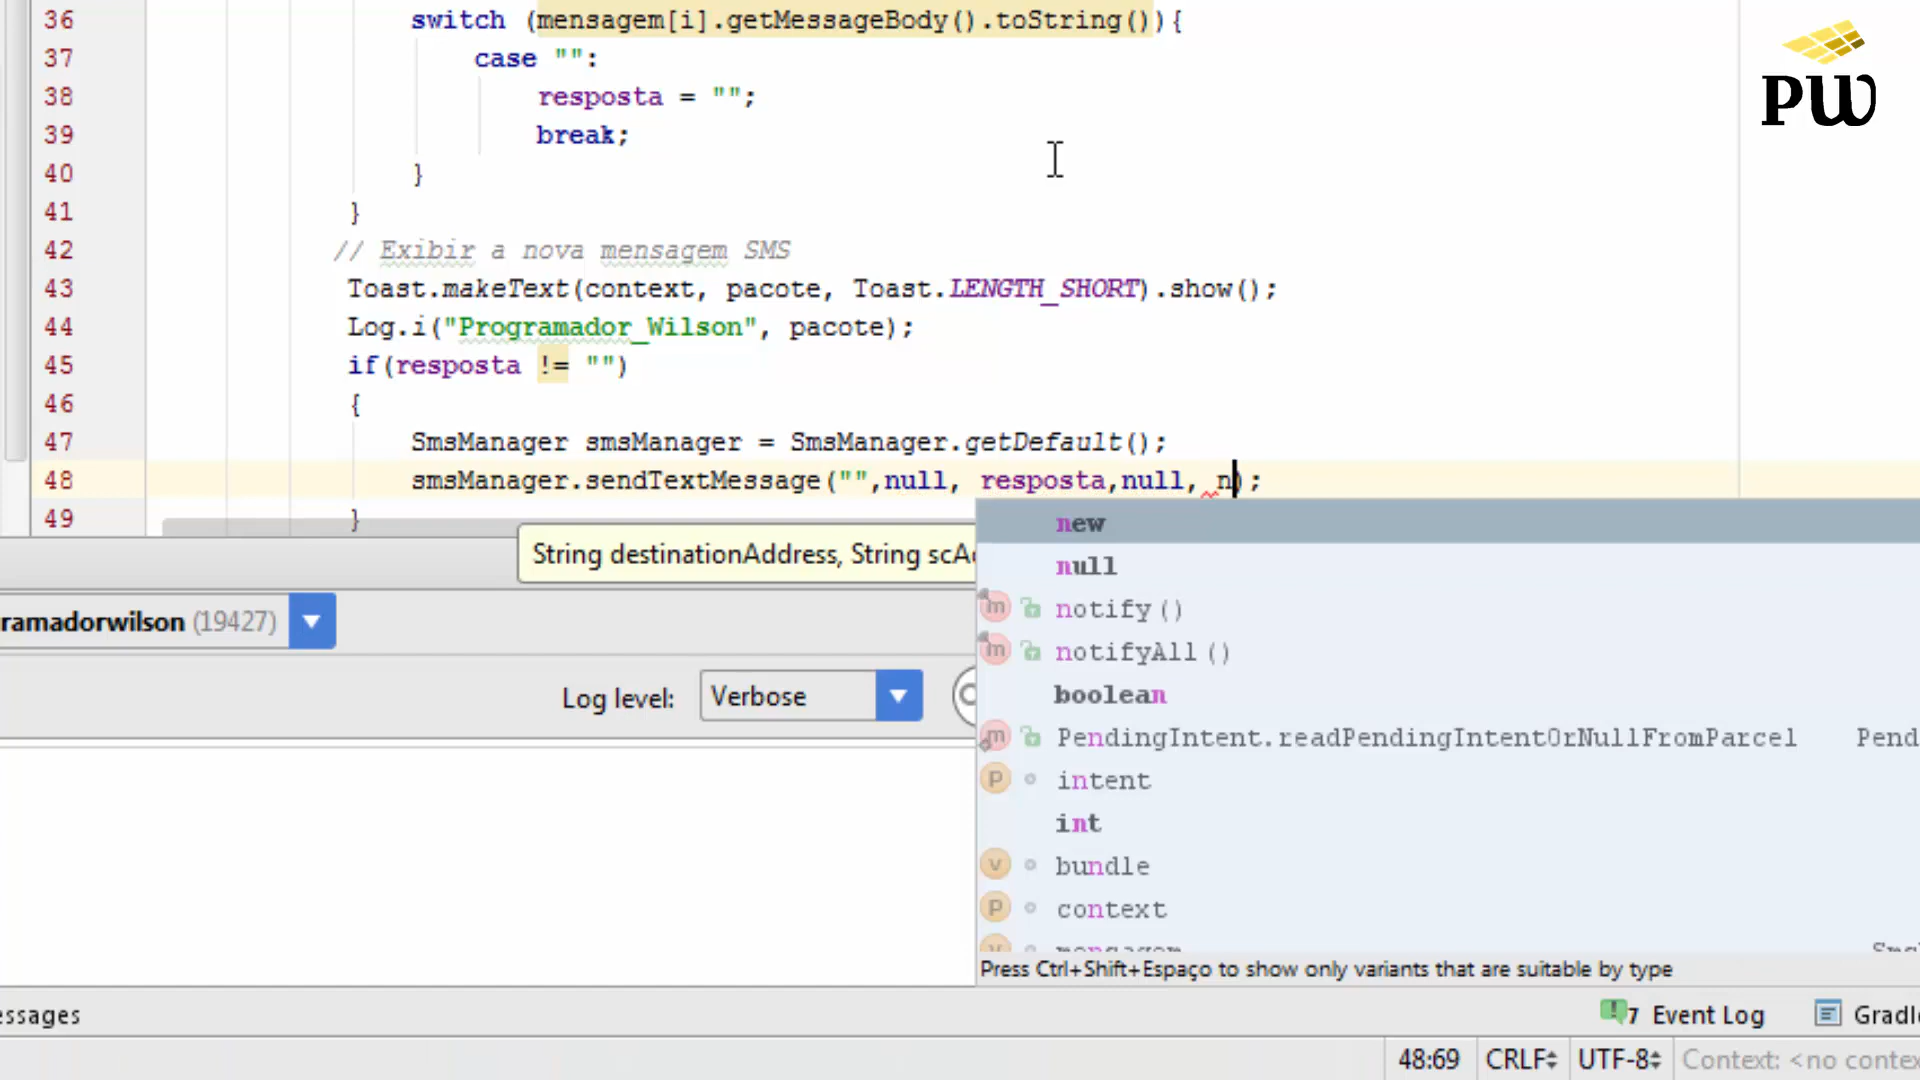 36 switch (mensagem[i].getMessageBody().toString()){
37 case "":
38 resposta = "";
39 break;
40 }
41 }
42 // Exibir a nova mensagem SMS
43 Toast.makeText(context, pacote, Toast.LENGTH_SHORT).show();
44 Log.i("Programador_Wilson", pacote);
45 if(resposta != "")
46 {
47 SmsManager smsManager = SmsManager.getDefault();
48 smsManager.sendTextMessage("",null, resposta,null, n);
49 }
PW
String destinationAddress, String scA
new
null
notify()
notifyAll()
boolean
PendingIntent.readPendingIntentOrNullFromParcel Pend
intent
int
bundle
context
mensagem Sms
Press Ctrl+Shift+Espaço to show only variants that are suitable by type
ramadorwilson (19427)
Log level: Verbose
essages
7 Event Log Gradle
48:69 CRLF UTF-8 Context: <no contex